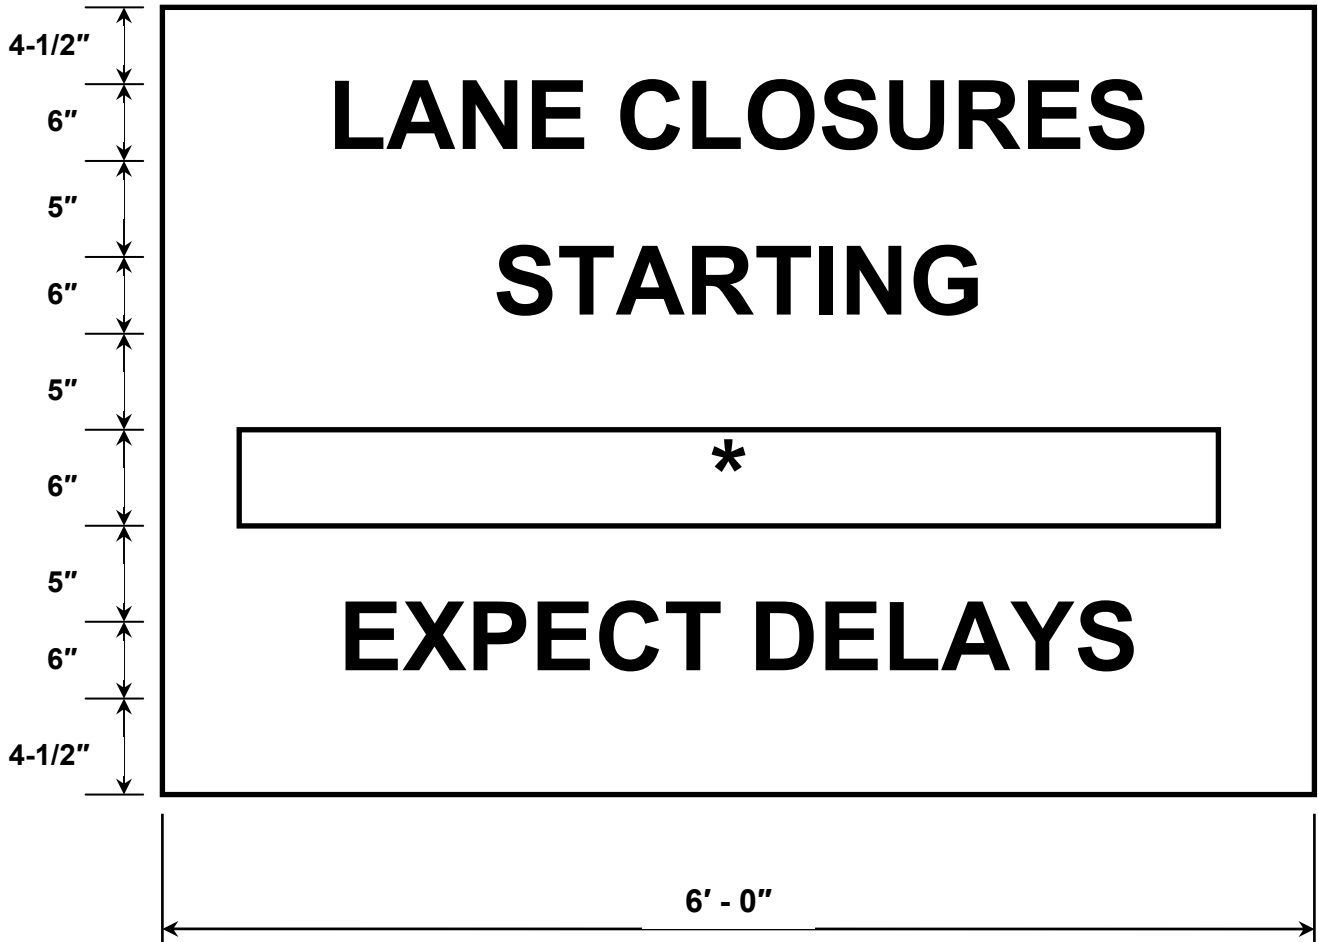 4-1/2″
LANE CLOSURES
6″
5″
STARTING
6″
5″
*
6″
5″
EXPECT DELAYS
6″
4-1/2″
6′ - 0″